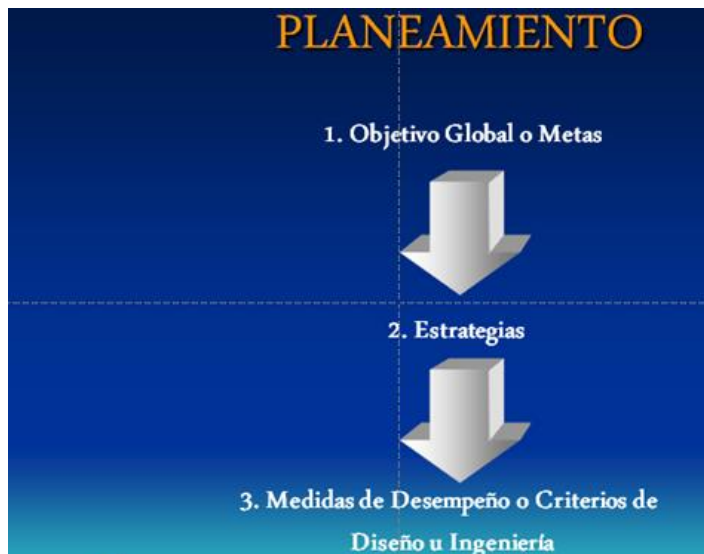 PLANEAMIENTO
1. Objetivo Global o Metas
2. Estrategias
3. Medidas de Desempeño o Criterios de
Diseño u Ingeniería